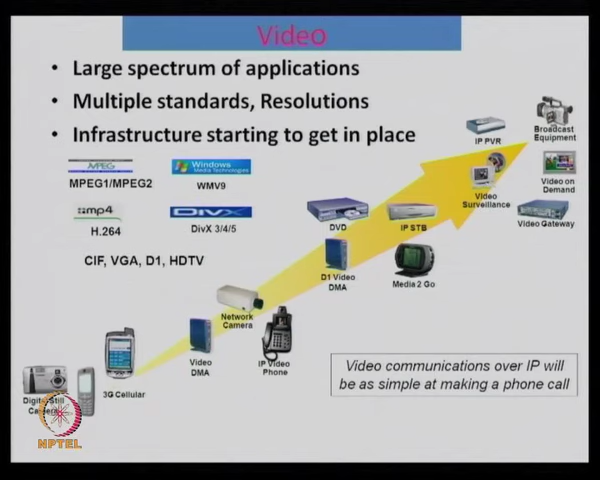 Video
• Large spectrum of applications
• Multiple standards, Resolutions
• Infrastructure starting to get in place
MPEG
Windows
Media Technologies
MPEG1/MPEG2
WMV9
mp4
DIVX
H.264
DivX 3/4/5
CIF, VGA, D1, HDTV
IP PVR
Broadcast
Equipment
Video
Surveillance
Video on
Demand
Video Gateway
DVD
IP STB
D1 Video
DMA
Media 2 Go
Network
Camera
Video
DMA
IP Video
Phone
3G Cellular
Digital Still
Camera
Video communications over IP will
be as simple at making a phone call
NPTEL